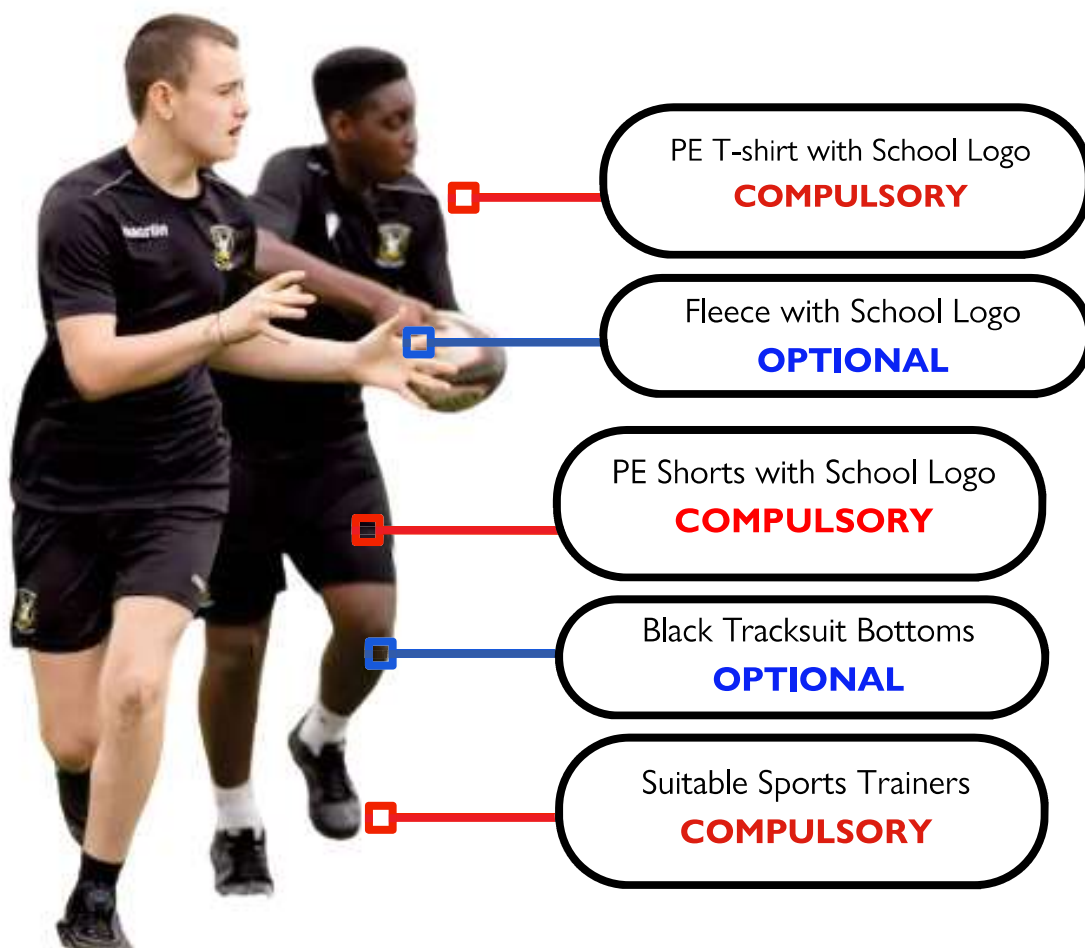 PE T-shirt with School Logo
COMPULSORY
Fleece with School Logo
OPTIONAL
PE Shorts with School Logo
COMPULSORY
Black Tracksuit Bottoms
OPTIONAL
Suitable Sports Trainers
COMPULSORY